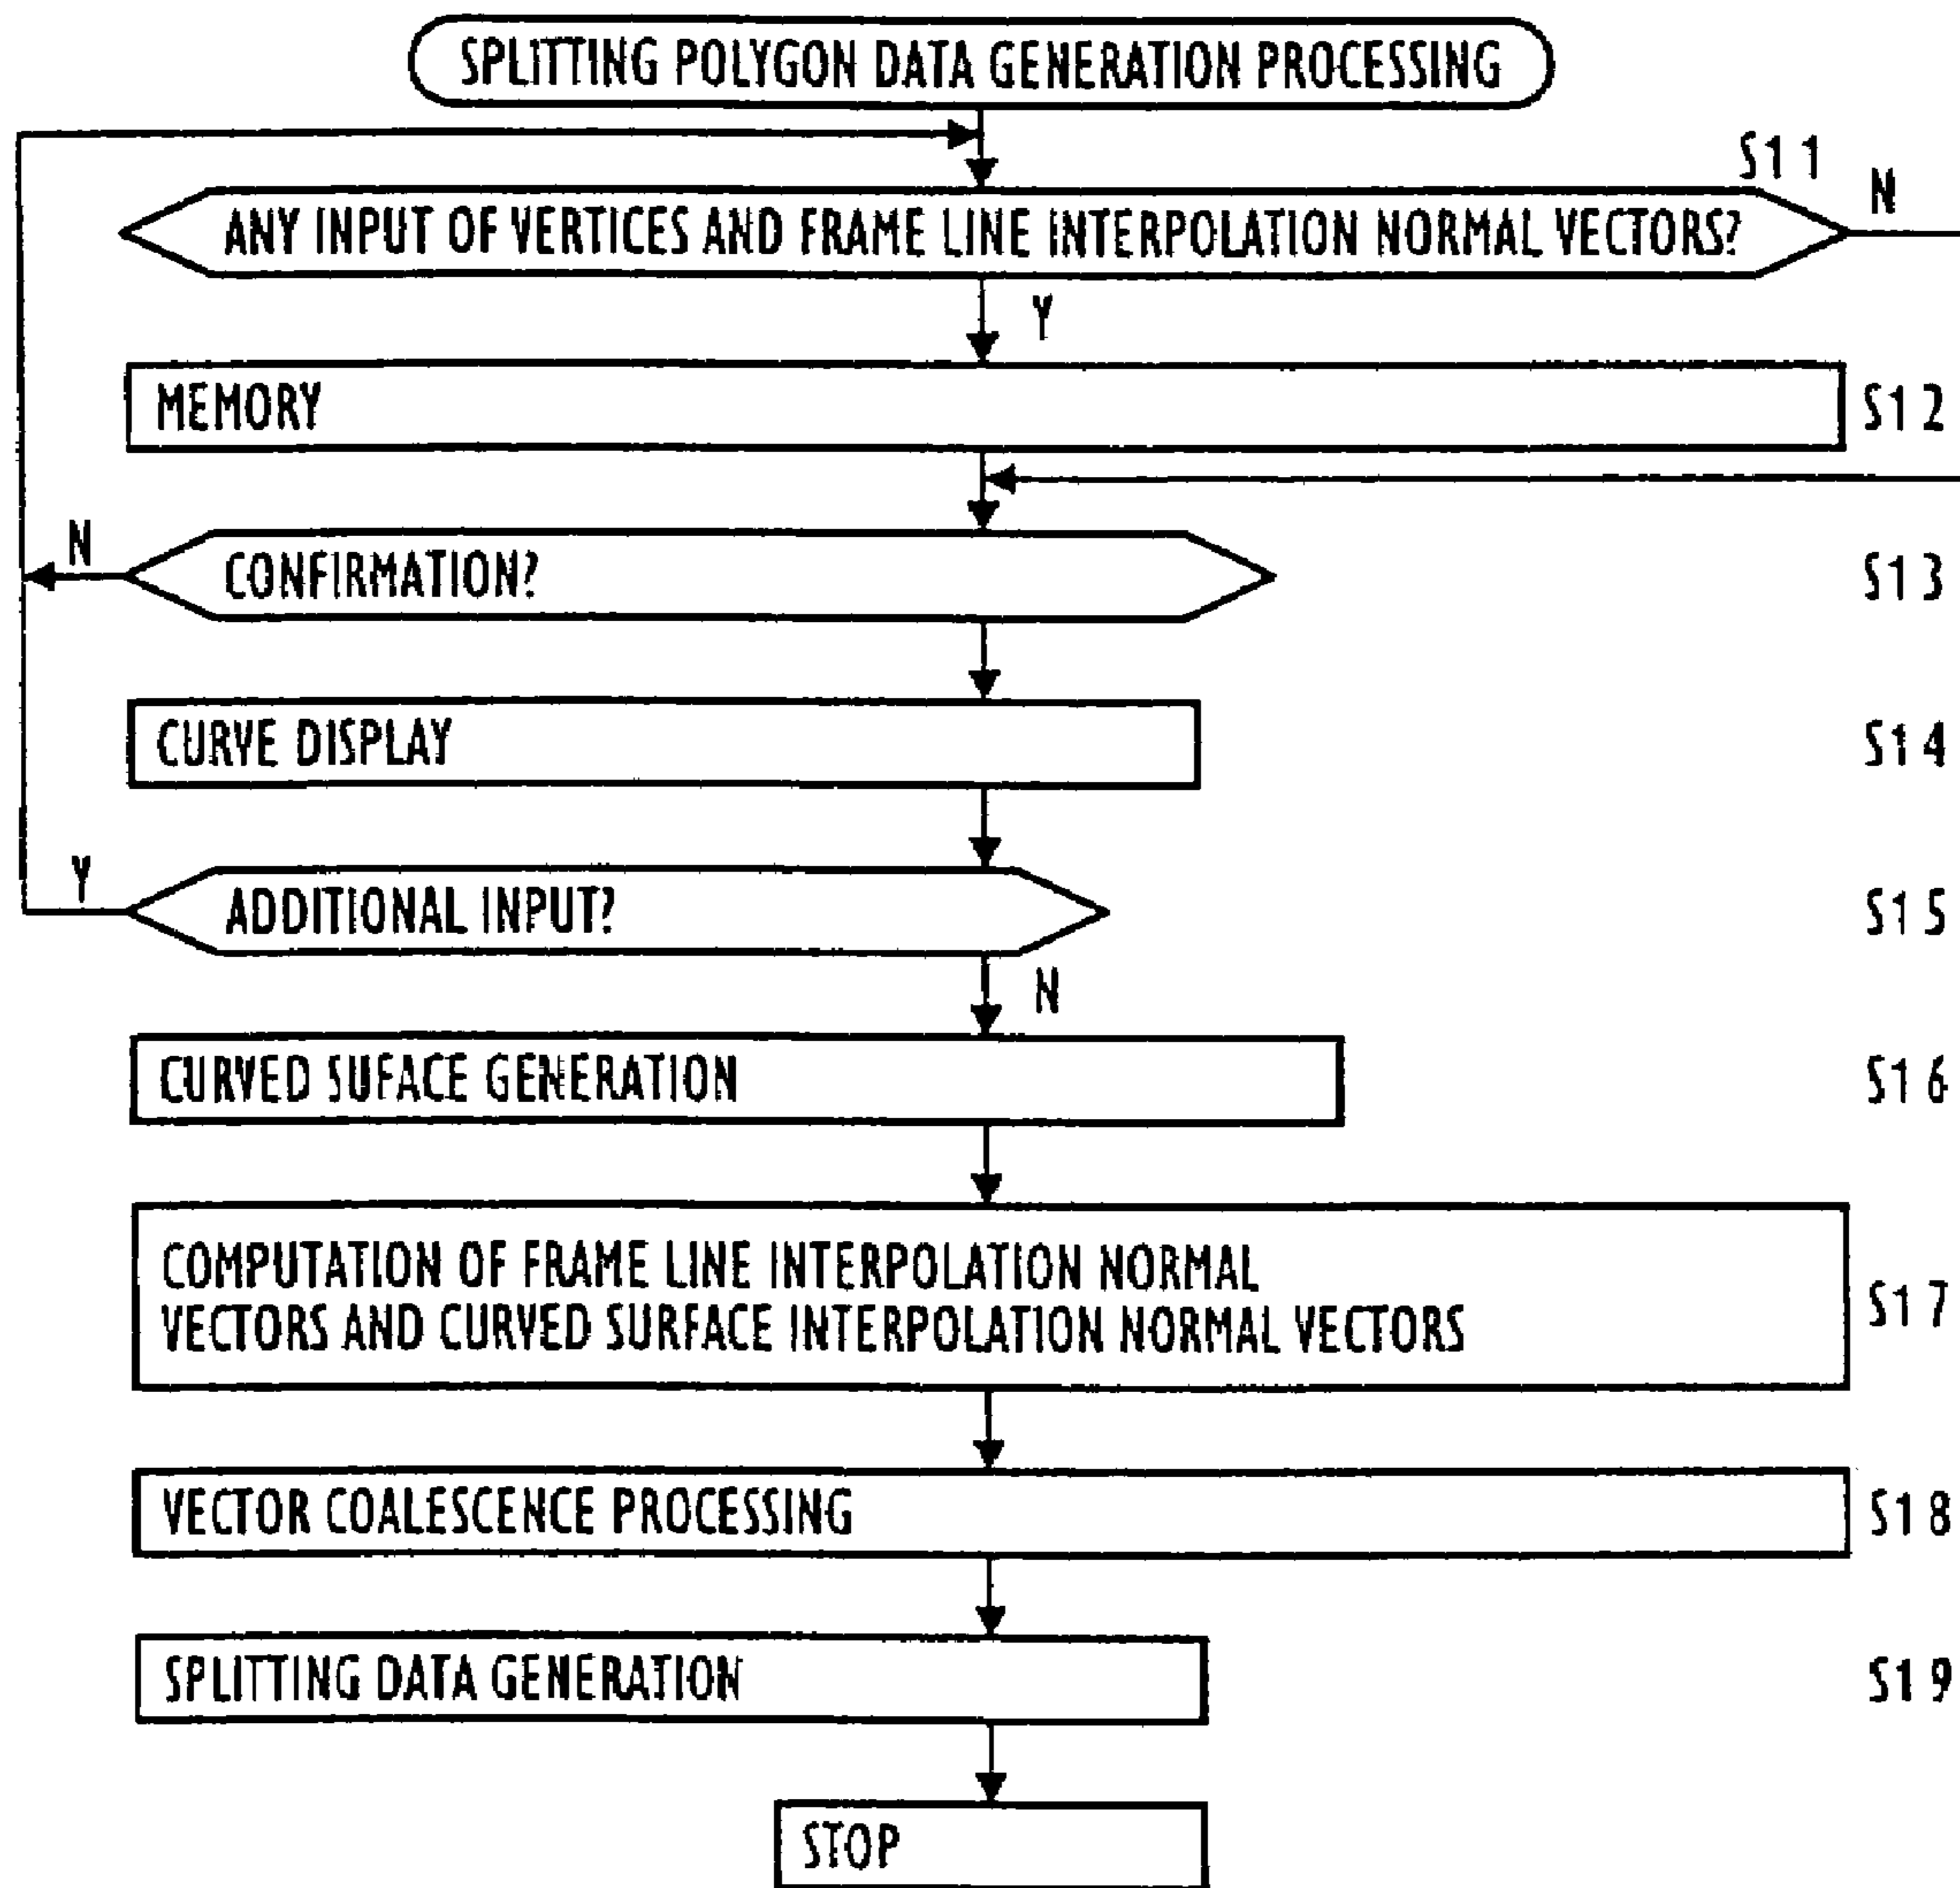 SPLITTING POLYGON DATA GENERATION PROCESSING
S11
N
ANY INPUT OF VERTICES AND FRAME LINE INTERPOLATION NORMAL VECTORS?
Y
MEMORY
S12
N
CONFIRMATION?
S13
CURVE DISPLAY
S14
Y
ADDITIONAL INPUT?
S15
N
CURVED SUFACE GENERATION
S16
COMPUTATION OF FRAME LINE INTERPOLATION NORMAL
VECTORS AND CURVED SURFACE INTERPOLATION NORMAL VECTORS
S17
VECTOR COALESCENCE PROCESSING
S18
SPLITTING DATA GENERATION
S19
STOP